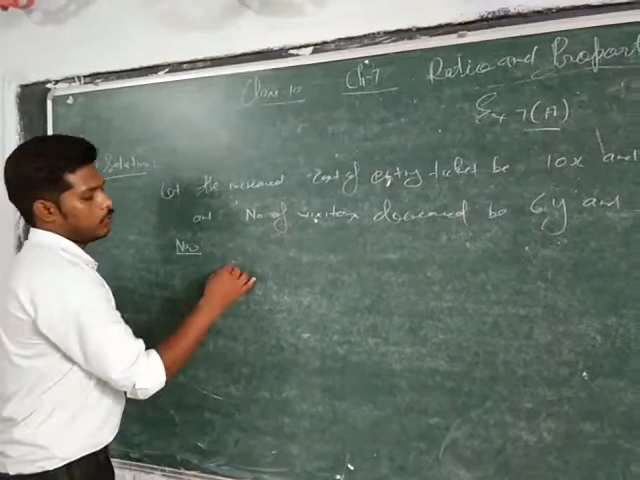 Class-10 Ch-7 Ratio and Proport
Ex 7(A)
Solution:
Let the increased cost of entry ticket be 10x and
and No of visitors decreased be 6y and
Now